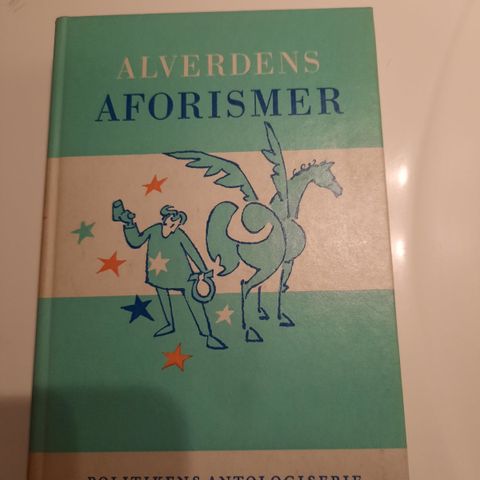 ALVERDENS
AFORISMER
POLITIKENS ANTOLOGISERIE